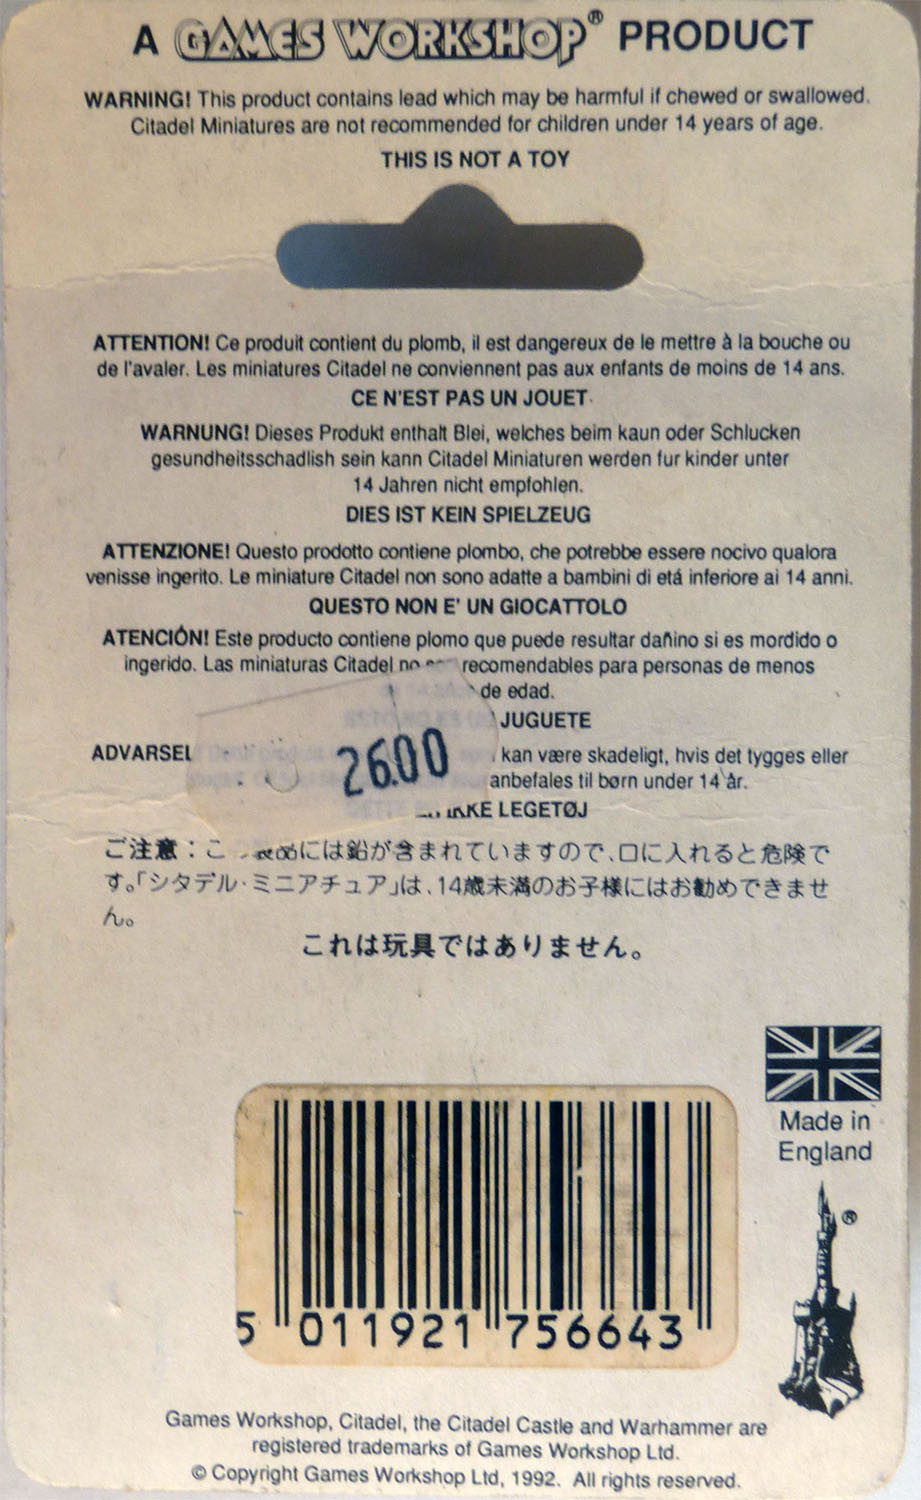 A GAMES WORKSHOP® PRODUCT
WARNING! This product contains lead which may be harmful if chewed or swallowed.
Citadel Miniatures are not recommended for children under 14 years of age.
THIS IS NOT A TOY
ATTENTION! Ce produit contient du plomb, il est dangereux de le mettre à la bouche ou
de l'avaler. Les miniatures Citadel ne conviennent pas aux enfants de moins de 14 ans.
CE N'EST PAS UN JOUET
WARNUNG! Dieses Produkt enthalt Blei, welches beim kaun oder Schlucken
gesundheitsschadlish sein kann Citadel Miniaturen werden fur kinder unter
14 Jahren nicht empfohlen.
DIES IST KEIN SPIELZEUG
ATTENZIONE! Questo prodotto contiene plombo, che potrebbe essere nocivo qualora
venisse ingerito. Le miniature Citadel non sono adatte a bambini di etá inferiore ai 14 anni.
QUESTO NON E' UN GIOCATTOLO
ATENCIÓN! Este producto contiene plomo que puede resultar dañino si es mordido o
ingerido. Las miniaturas Citadel no recomendables para personas de menos
de edad.
JUGUETE
ADVARSEL kan være skadeligt, hvis det tygges eller
26.00
anbefales til børn under 14 år.
IKKE LEGETØJ
ご注意：こ 製品には鉛が含まれていますので、口に入れると危険で
す。「シタデル・ミニアチュア」は、14歳未満のお子様にはお勧めできませ
ん。
これは玩具ではありません。
Made in
England
®
5 011921 756643
Games Workshop, Citadel, the Citadel Castle and Warhammer are
registered trademarks of Games Workshop Ltd.
© Copyright Games Workshop Ltd, 1992. All rights reserved.